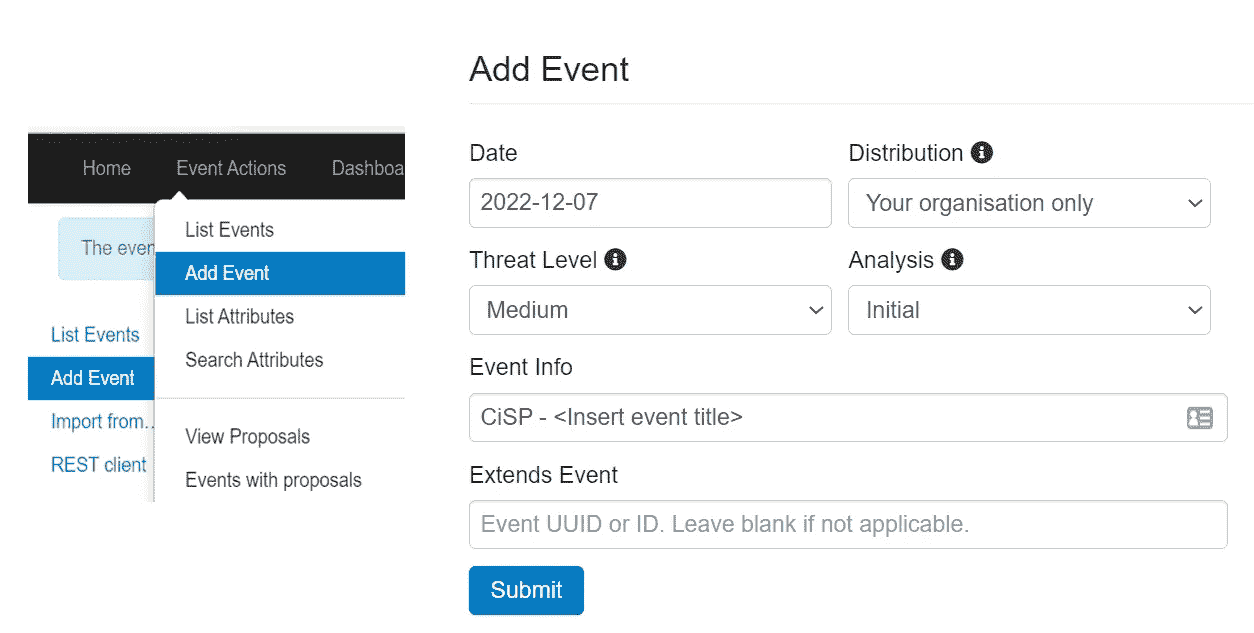 Home Event Actions Dashboa
The even
List Events
Add Event
List Attributes
Search Attributes
View Proposals
Events with proposals
List Events
Add Event
Import from…
REST client
Add Event
Date
2022-12-07
Distribution
Your organisation only
Threat Level
Medium
Analysis
Initial
Event Info
CiSP - <Insert event title>
Extends Event
Event UUID or ID. Leave blank if not applicable.
Submit